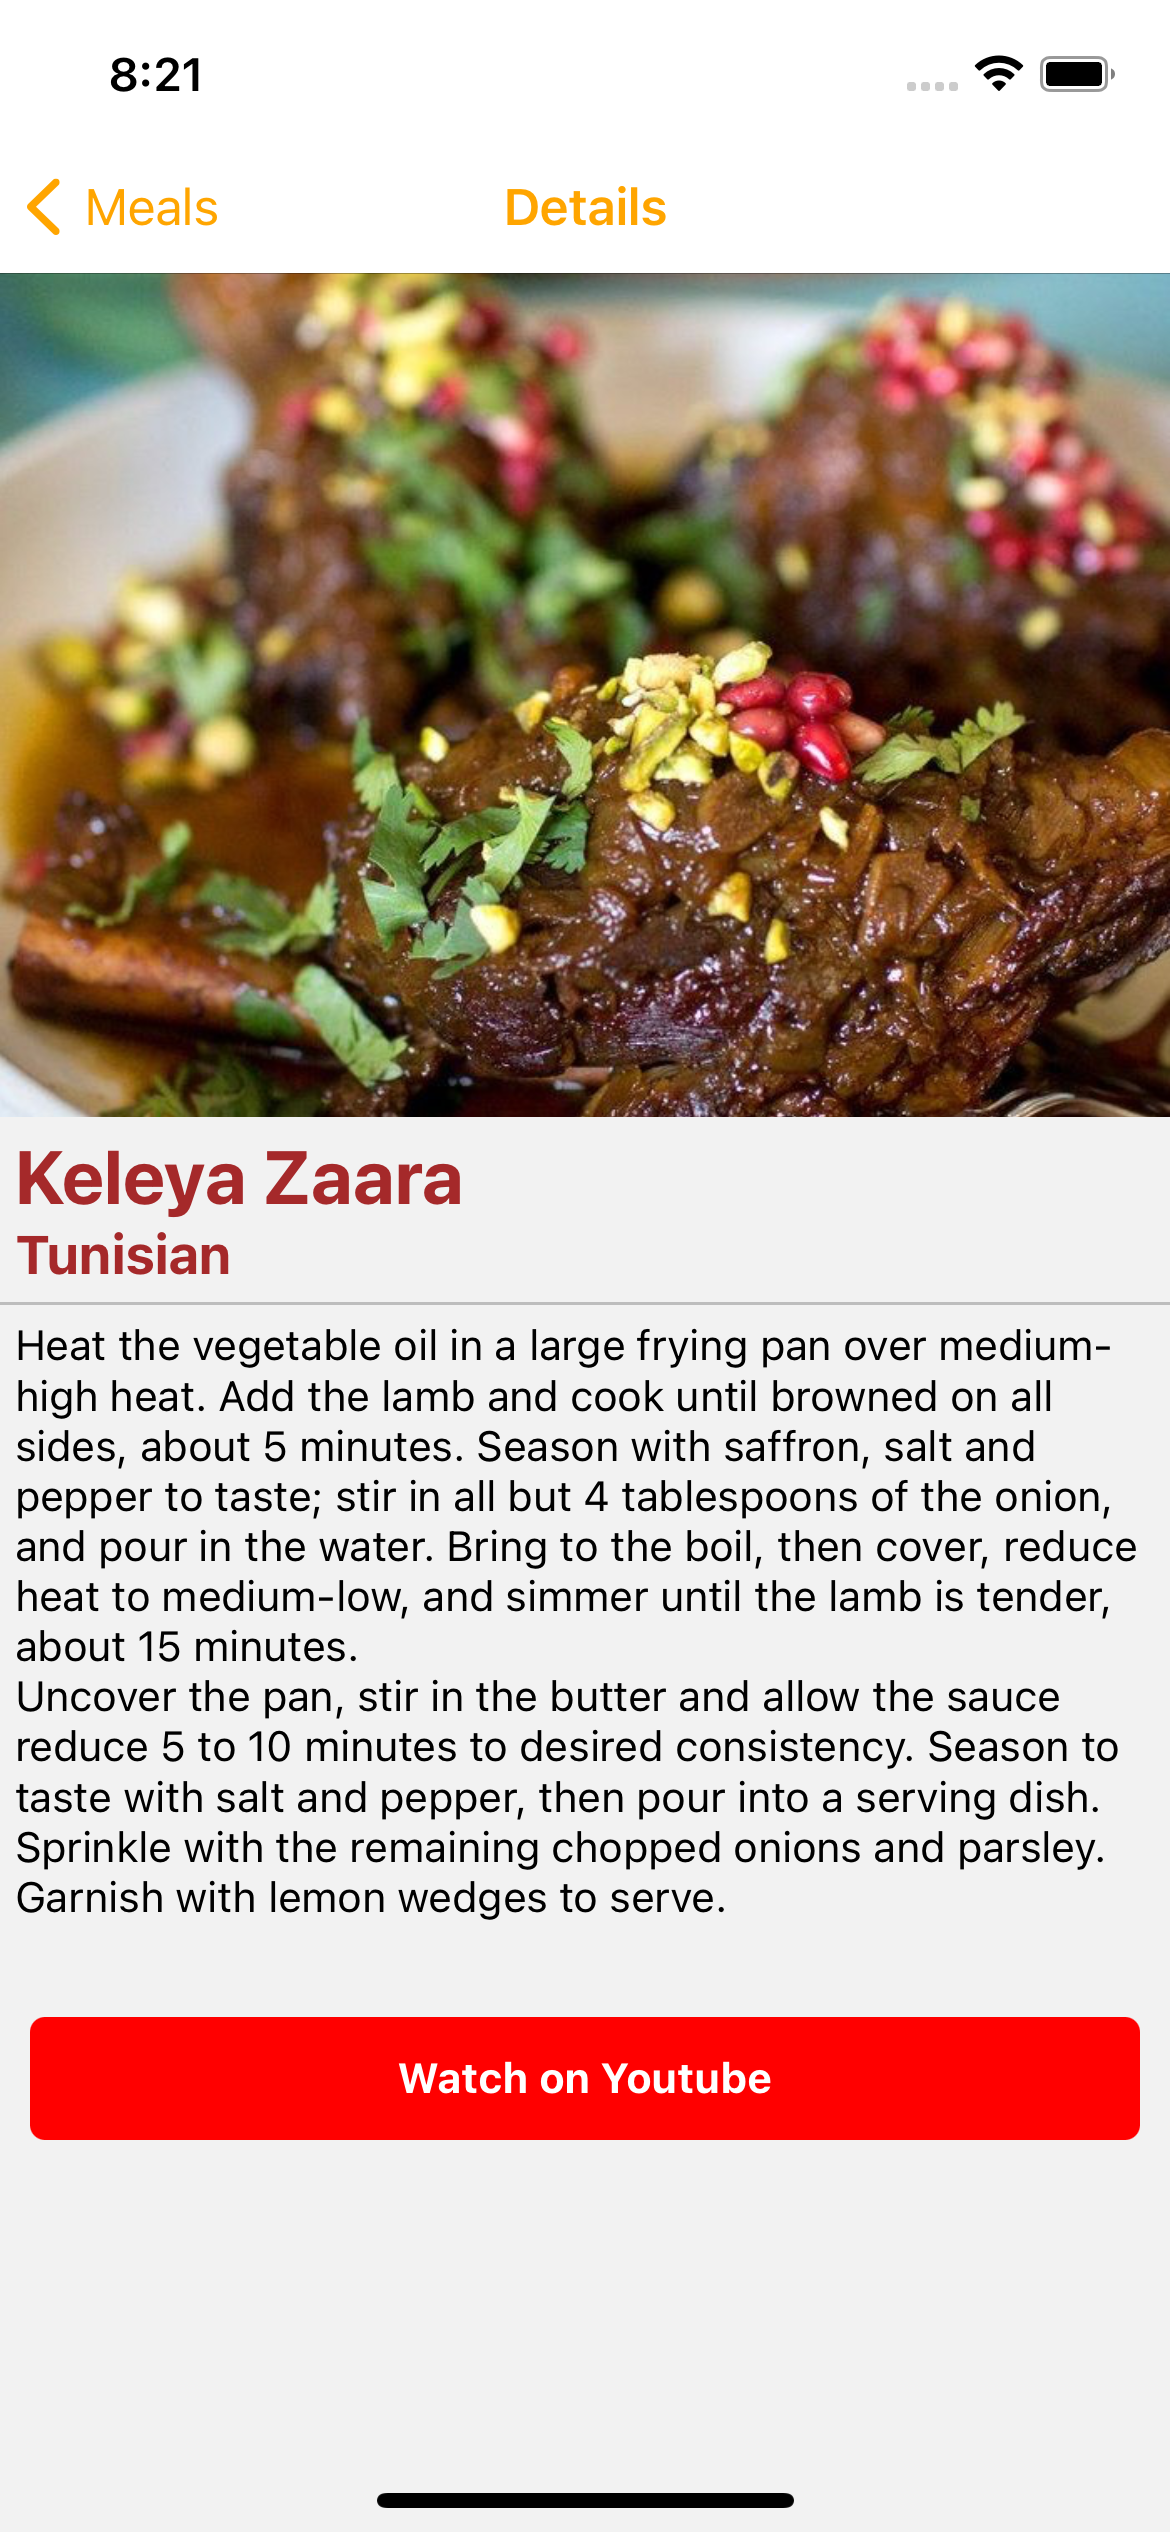 8:21
Meals
Details
Keleya Zaara
Tunisian
Heat the vegetable oil in a large frying pan over medium-
high heat. Add the lamb and cook until browned on all
sides, about 5 minutes. Season with saffron, salt and
pepper to taste; stir in all but 4 tablespoons of the onion,
and pour in the water. Bring to the boil, then cover, reduce
heat to medium-low, and simmer until the lamb is tender,
about 15 minutes.
Uncover the pan, stir in the butter and allow the sauce
reduce 5 to 10 minutes to desired consistency. Season to
taste with salt and pepper, then pour into a serving dish.
Sprinkle with the remaining chopped onions and parsley.
Garnish with lemon wedges to serve.
Watch on Youtube